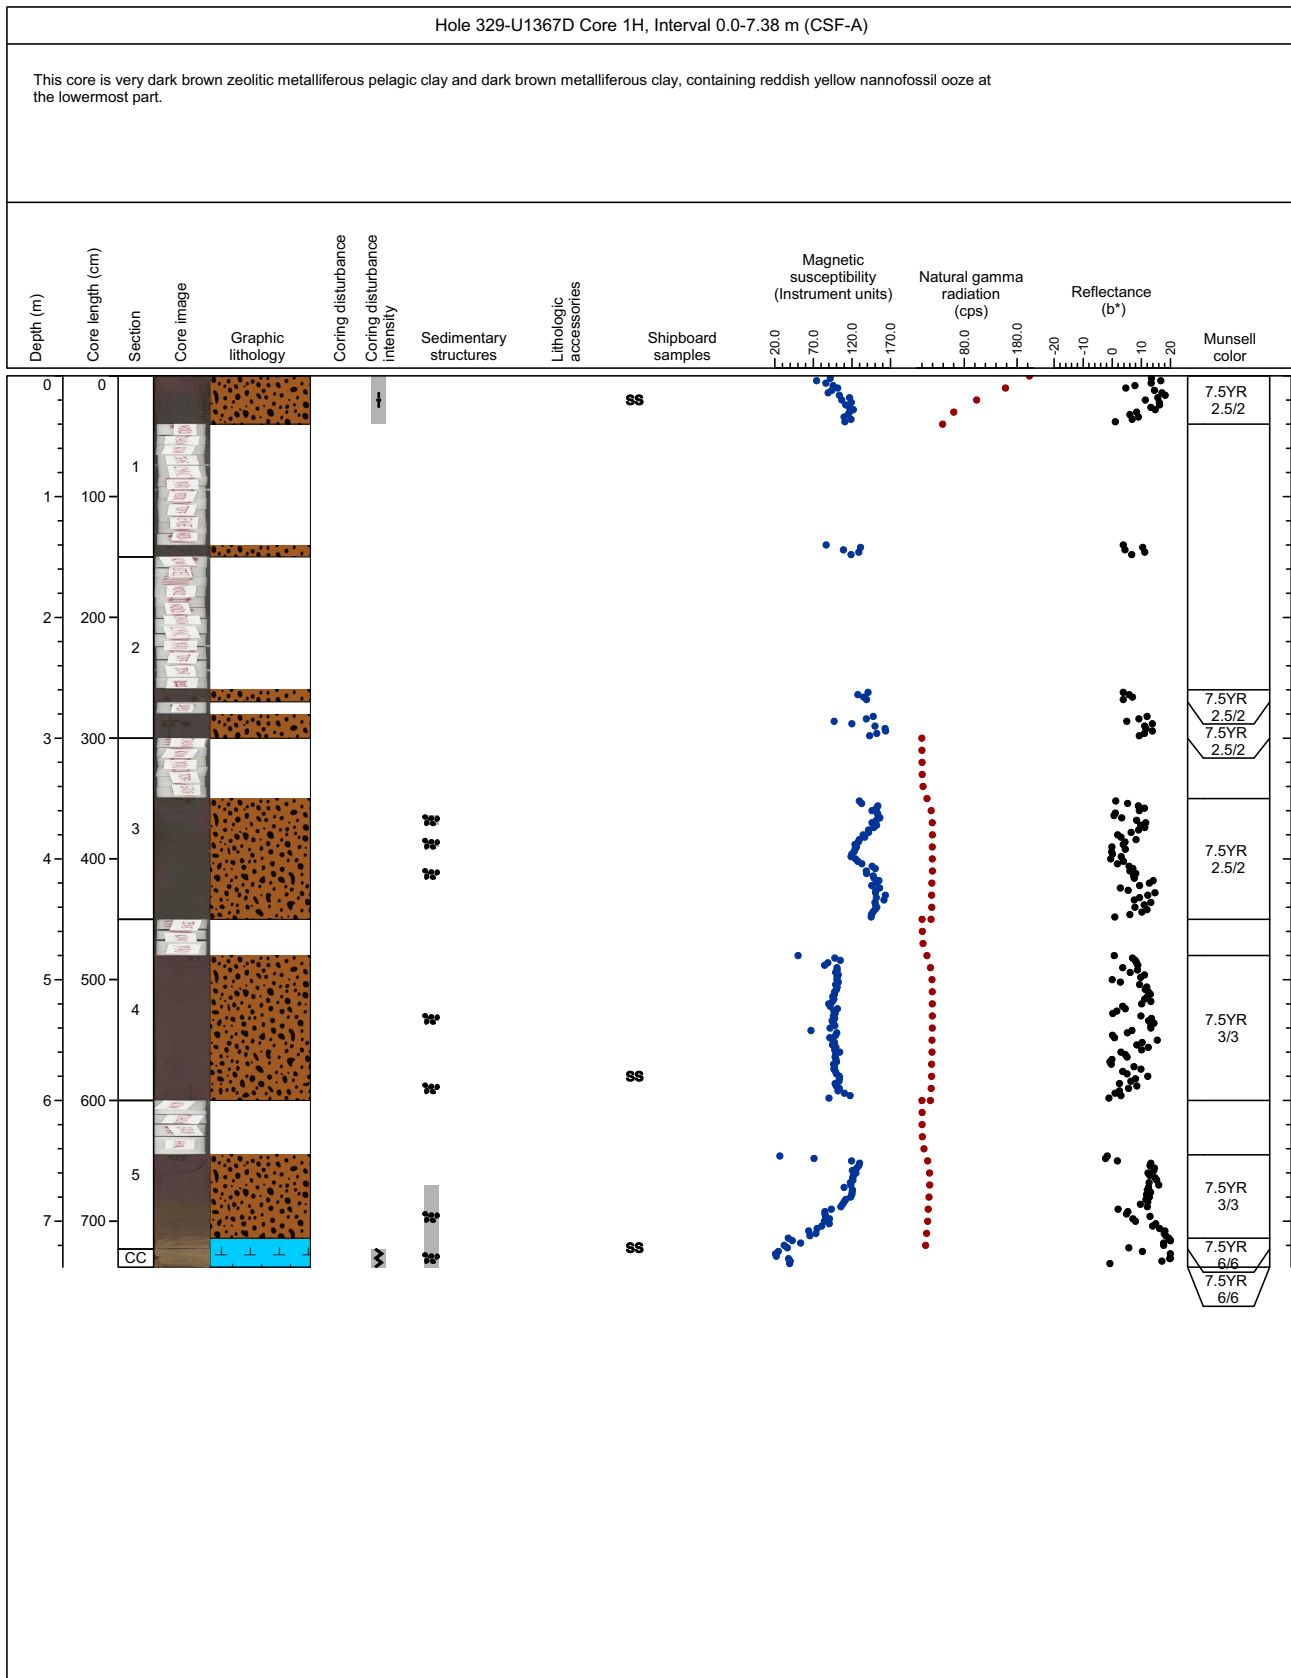 Hole 329-U1367D Core 1H, Interval 0.0-7.38 m (CSF-A)
This core is very dark brown zeolitic metalliferous pelagic clay and dark brown metalliferous clay, containing reddish yellow nannofossil ooze at
the lowermost part.
Depth (m)
Core length (cm)
Section
Core image
Graphic
lithology
Coring disturbance
Coring disturbance
intensity
Sedimentary
structures
Lithologic
accessories
Shipboard
samples
Magnetic
susceptibility
(Instrument units)
20.0 70.0 120.0 170.0
Natural gamma
radiation
(cps)
80.0 180.0
Reflectance
(b*)
-20 -10 0 10 20
Munsell
color
0 0
SS
7.5YR
2.5/2
1
1 100
2 200
2
7.5YR
2.5/2
7.5YR
2.5/2
3 300
3
4 400
7.5YR
2.5/2
5 500
4
7.5YR
3/3
SS
6 600
5
7.5YR
3/3
7 700
SS
CC
7.5YR
6/6
7.5YR
6/6